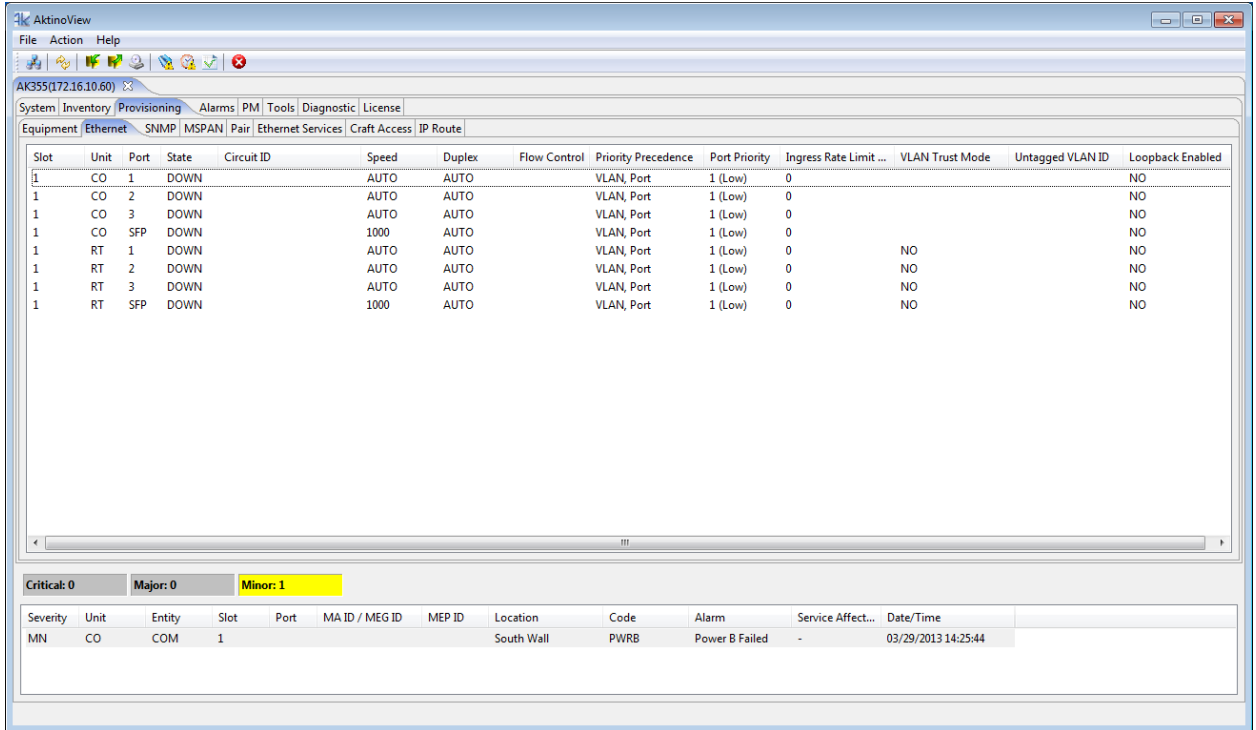 AktinoView
File Action Help
AK355(172.16.10.60)
System Inventory Provisioning Alarms PM Tools Diagnostic License
Equipment Ethernet SNMP MSPAN Pair Ethernet Services Craft Access IP Route
Slot Unit Port State Circuit ID Speed Duplex Flow Control Priority Precedence Port Priority Ingress Rate Limit ... VLAN Trust Mode Untagged VLAN ID Loopback Enabled
1 CO 1 DOWN AUTO AUTO VLAN, Port 1 (Low) 0 NO
1 CO 2 DOWN AUTO AUTO VLAN, Port 1 (Low) 0 NO
1 CO 3 DOWN AUTO AUTO VLAN, Port 1 (Low) 0 NO
1 CO SFP DOWN 1000 AUTO VLAN, Port 1 (Low) 0 NO
1 RT 1 DOWN AUTO AUTO VLAN, Port 1 (Low) 0 NO NO
1 RT 2 DOWN AUTO AUTO VLAN, Port 1 (Low) 0 NO NO
1 RT 3 DOWN AUTO AUTO VLAN, Port 1 (Low) 0 NO NO
1 RT SFP DOWN 1000 AUTO VLAN, Port 1 (Low) 0 NO NO
Critical: 0 Major: 0 Minor: 1
Severity Unit Entity Slot Port MA ID / MEG ID MEP ID Location Code Alarm Service Affect... Date/Time
MN CO COM 1 South Wall PWRB Power B Failed - 03/29/2013 14:25:44